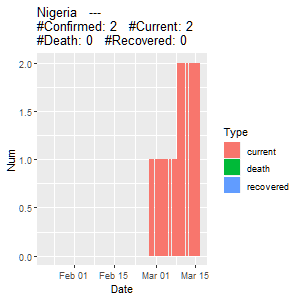 Nigeria   ---
#Confirmed: 2   #Current: 2
#Death: 0   #Recovered: 0
2.0
1.5
1.0
0.5
0.0
Num
Feb 01
Feb 15
Mar 01
Mar 15
Date
Type
current
death
recovered